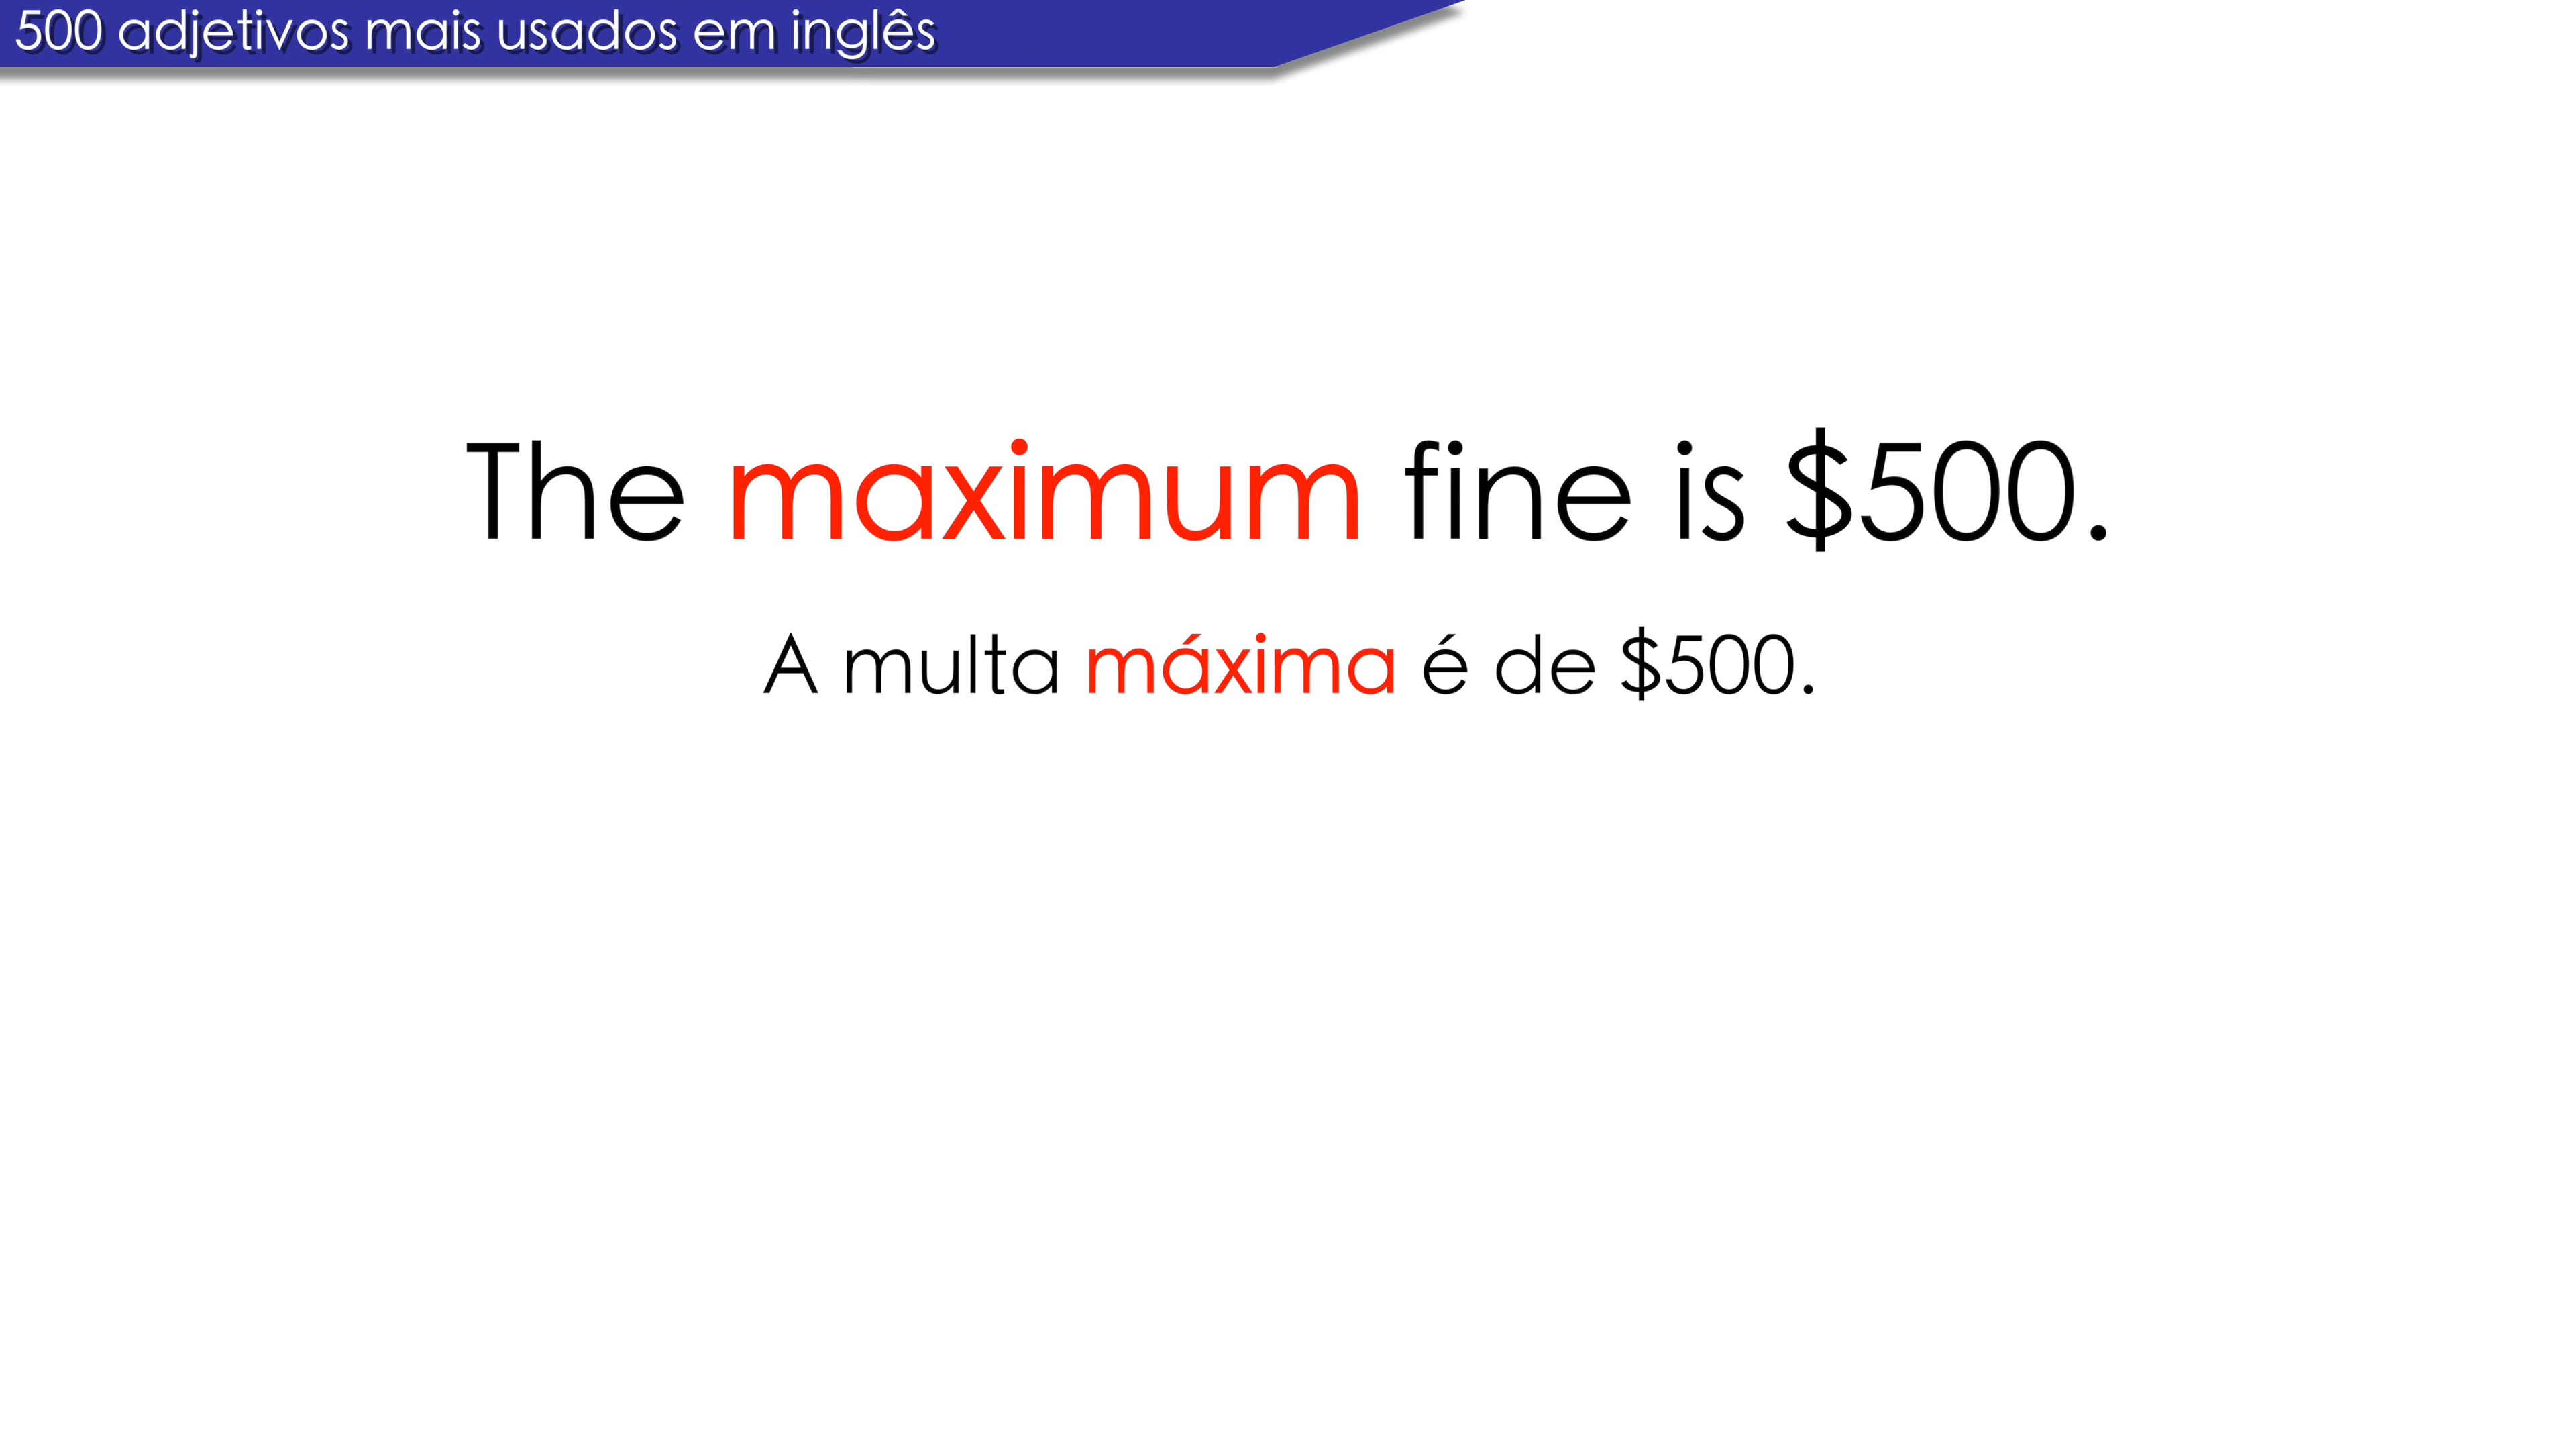 500 adjetivos mais usados em inglês
The maximum fine is $500.
A multa máxima é de $500.